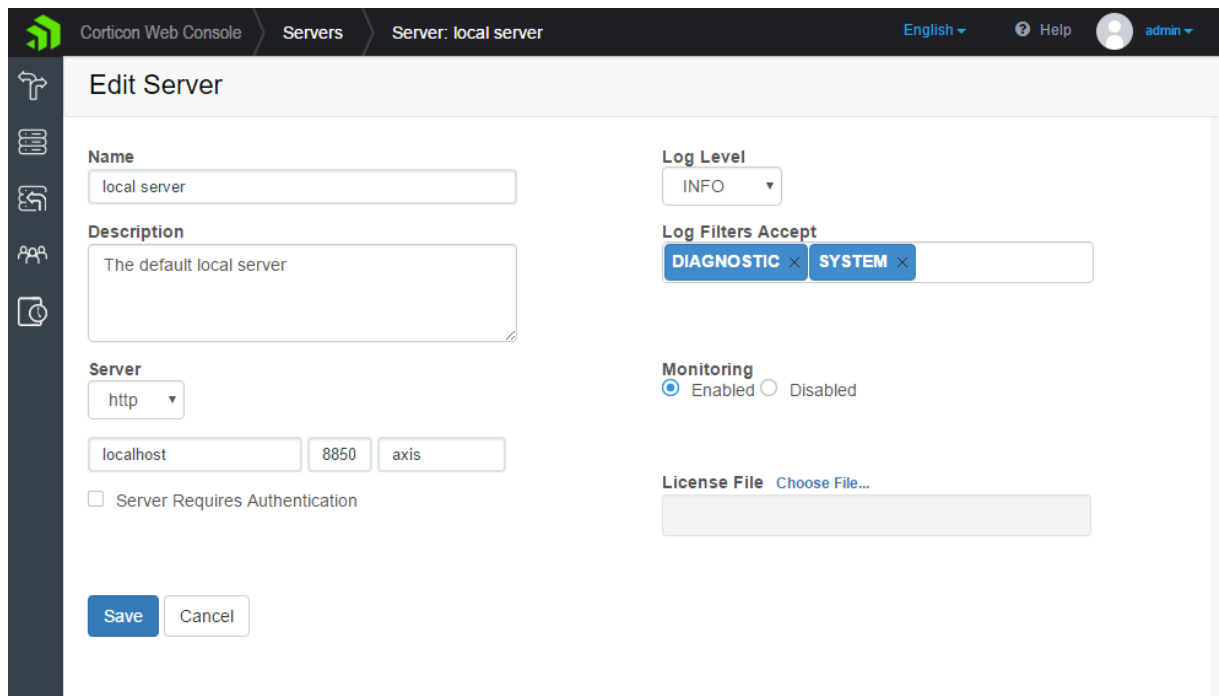 Corticon Web Console Servers Server: local server English Help admin
Edit Server
Name
local server
Description
The default local server
Server
http
localhost 8850 axis
Server Requires Authentication
Log Level
INFO
Log Filters Accept
DIAGNOSTIC × SYSTEM ×
Monitoring
Enabled Disabled
License File Choose File...
Save Cancel